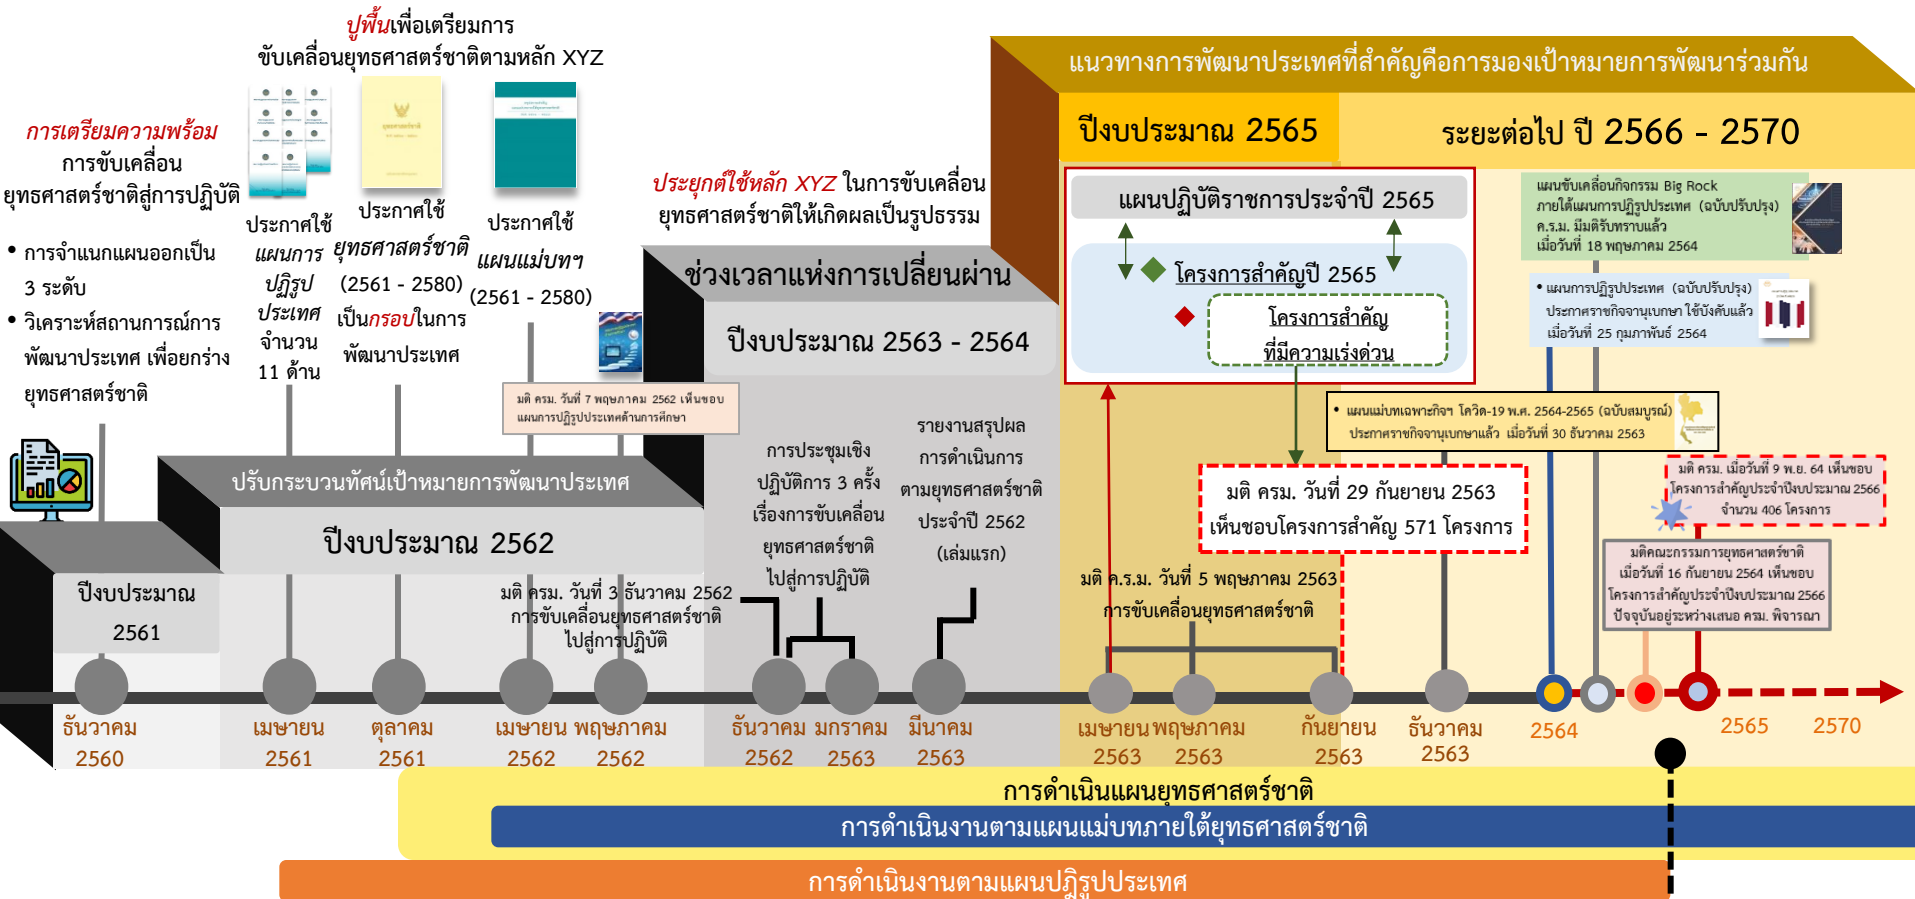 ปูพื้นเพื่อเตรียมการ
ขับเคลื่อนยุทธศาสตร์ชาติตามหลัก XYZ
การเตรียมความพร้อม
การขับเคลื่อน
ยุทธศาสตร์ชาติสู่การปฏิบัติ
• การจำแนกแผนออกเป็น
3 ระดับ
• วิเคราะห์สถานการณ์การ
พัฒนาประเทศ เพื่อยกร่าง
ยุทธศาสตร์ชาติ
ประกาศใช้
แผนการ
ปฏิรูป
ประเทศ
จำนวน
11 ด้าน
ยุทธศาสตร์ชาติ
ประกาศใช้
ยุทธศาสตร์ชาติ
(2561 - 2580)
เป็นกรอบในการ
พัฒนาประเทศ
ประกาศใช้
แผนแม่บทฯ
(2561 - 2580)
มติ ครม. วันที่ 7 พฤษภาคม 2562 เห็นชอบ
แผนการปฏิรูปประเทศด้านการศึกษา
ประยุกต์ใช้หลัก XYZ ในการขับเคลื่อน
ยุทธศาสตร์ชาติให้เกิดผลเป็นรูปธรรม
แนวทางการพัฒนาประเทศที่สำคัญคือการมองเป้าหมายการพัฒนาร่วมกัน
ปีงบประมาณ 2565
ระยะต่อไป ปี 2566 - 2570
แผนปฏิบัติราชการประจำปี 2565
โครงการสำคัญปี 2565
โครงการสำคัญ
ที่มีความเร่งด่วน
แผนขับเคลื่อนกิจกรรม Big Rock
ภายใต้แผนการปฏิรูปประเทศ (ฉบับปรับปรุง)
ค.ร.ม. มีมติรับทราบแล้ว
เมื่อวันที่ 18 พฤษภาคม 2564
• แผนการปฏิรูปประเทศ (ฉบับปรับปรุง)
ประกาศราชกิจจานุเบกษา ใช้บังคับแล้ว
เมื่อวันที่ 25 กุมภาพันธ์ 2564
• แผนแม่บทเฉพาะกิจฯ โควิด-19 พ.ศ. 2564-2565 (ฉบับสมบูรณ์)
ประกาศราชกิจจานุเบกษาแล้ว เมื่อวันที่ 30 ธันวาคม 2563
มติ ครม. วันที่ 29 กันยายน 2563
เห็นชอบโครงการสำคัญ 571 โครงการ
มติ ครม. เมื่อวันที่ 9 พ.ย. 64 เห็นชอบ
โครงการสำคัญประจำปีงบประมาณ 2566
จำนวน 406 โครงการ
มติคณะกรรมการยุทธศาสตร์ชาติ
เมื่อวันที่ 16 กันยายน 2564 เห็นชอบ
โครงการสำคัญประจำปีงบประมาณ 2566
ปัจจุบันอยู่ระหว่างเสนอ ครม. พิจารณา
ช่วงเวลาแห่งการเปลี่ยนผ่าน
ปีงบประมาณ 2563 - 2564
การประชุมเชิง
ปฏิบัติการ 3 ครั้ง
เรื่องการขับเคลื่อน
ยุทธศาสตร์ชาติ
ไปสู่การปฏิบัติ
รายงานสรุปผล
การดำเนินการ
ตามยุทธศาสตร์ชาติ
ประจำปี 2562
(เล่มแรก)
ปรับกระบวนทัศน์เป้าหมายการพัฒนาประเทศ
ปีงบประมาณ 2562
มติ ครม. วันที่ 3 ธันวาคม 2562
การขับเคลื่อนยุทธศาสตร์ชาติ
ไปสู่การปฏิบัติ
มติ ค.ร.ม. วันที่ 5 พฤษภาคม 2563
การขับเคลื่อนยุทธศาสตร์ชาติ
ปีงบประมาณ
2561
ธันวาคม
2560
เมษายน
2561
ตุลาคม
2561
เมษายน
2562
พฤษภาคม
2562
ธันวาคม
2562
มกราคม
2563
มีนาคม
2563
เมษายน
2563
พฤษภาคม
2563
กันยายน
2563
ธันวาคม
2563
2564
2565
2570
การดำเนินแผนยุทธศาสตร์ชาติ
การดำเนินงานตามแผนแม่บทภายใต้ยุทธศาสตร์ชาติ
การดำเนินงานตามแผนปฏิรูปประเทศ